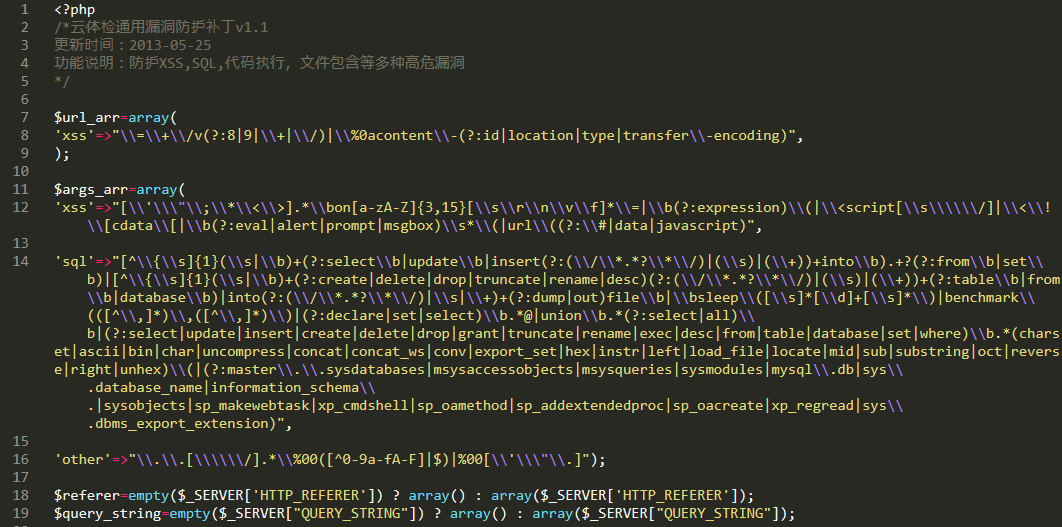 1 <?php
2 /*云体检通用漏洞防护补丁v1.1
3 更新时间：2013-05-25
4 功能说明：防护XSS,SQL,代码执行，文件包含等多种高危漏洞
5 */
6
7 $url_arr=array(
8 'xss'=>"\\=\\+\\/v(?:8|9|\\+|\\/)|\\%0acontent\\-(?:id|location|type|transfer\\-encoding)",
9 );
10
11 $args_arr=array(
12 'xss'=>"[\\'\\\"\\;\\*\\<\\>].*\\bon[a-zA-Z]{3,15}[\\s\\r\\n\\v\\f]*\\=|\\b(?:expression)\\(|\\<script[\\s\\\\\\/]|\\<\\!
\\[cdata\\[|\\b(?:eval|alert|prompt|msgbox)\\s*\\(|url\\((?:\\#|data|javascript)",
13
14 'sql'=>"[^\\{\\s]{1}(\\s|\\b)+(?:select\\b|update\\b|insert(?:(\\/\\*.*?\\*\\/)|(\\s)|(\\+))+into\\b).+?(?:from\\b|set\\
b)|[^\\{\\s]{1}(\\s|\\b)+(?:create|delete|drop|truncate|rename|desc)(?:(\\/\\*.*?\\*\\/)|(\\s)|(\\+))+(?:table\\b|from
\\b|database\\b)|into(?:(\\/\\*.*?\\*\\/)|\\s|\\+)+(?:dump|out)file\\b|\\bsleep\\([\\s]*[\\d]+[\\s]*\\)|benchmark\\
(([^\\,]*)\\,([^\\,]*)\\)|(?:declare|set|select)\\b.*@|union\\b.*(?:select|all)\\
b|(?:select|update|insert|create|delete|drop|grant|truncate|rename|exec|desc|from|table|database|set|where)\\b.*(chars
et|ascii|bin|char|uncompress|concat|concat_ws|conv|export_set|hex|instr|left|load_file|locate|mid|sub|substring|oct|revers
e|right|unhex)\\(|(?:master\\.\\.sysdatabases|msysaccessobjects|msysqueries|sysmodules|mysql\\.db|sys\\
.database_name|information_schema\\
.|sysobjects|sp_makewebtask|xp_cmdshell|sp_oamethod|sp_addextendedproc|sp_oacreate|xp_regread|sys\\
.dbms_export_extension)",
15
16 'other'=>"\\.\\.[\\\\\\/].*\\%00([^0-9a-fA-F]|$)|%00[\\'\\\"\\.]");
17
18 $referer=empty($_SERVER['HTTP_REFERER']) ? array() : array($_SERVER['HTTP_REFERER']);
19 $query_string=empty($_SERVER["QUERY_STRING"]) ? array() : array($_SERVER["QUERY_STRING"]);